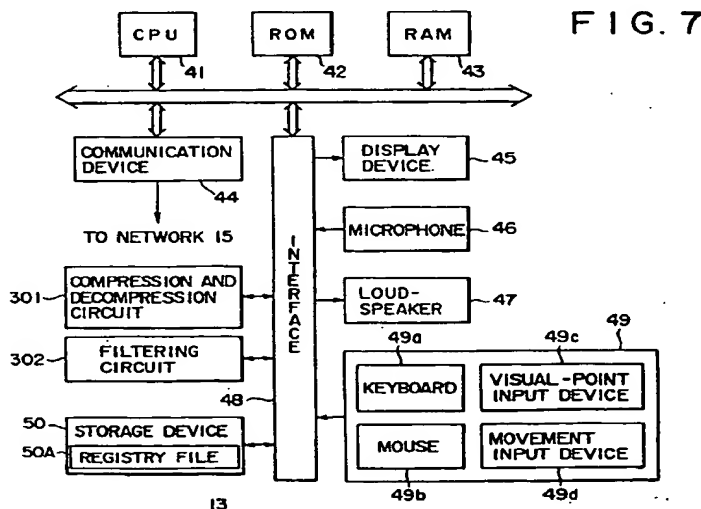 FIG. 7
CPU
ROM
RAM
41
42
43
COMMUNICATION
DEVICE
44
TO NETWORK 15
DISPLAY
DEVICE.
45
MICROPHONE
46
LOUD-
SPEAKER
47
INTERFACE
48
301
COMPRESSION AND
DECOMPRESSION
CIRCUIT
302
FILTERING
CIRCUIT
50
STORAGE DEVICE
50A
REGISTRY FILE
49a
49c
49
KEYBOARD
VISUAL-POINT
INPUT DEVICE
MOUSE
MOVEMENT
INPUT DEVICE
49b
49d
13